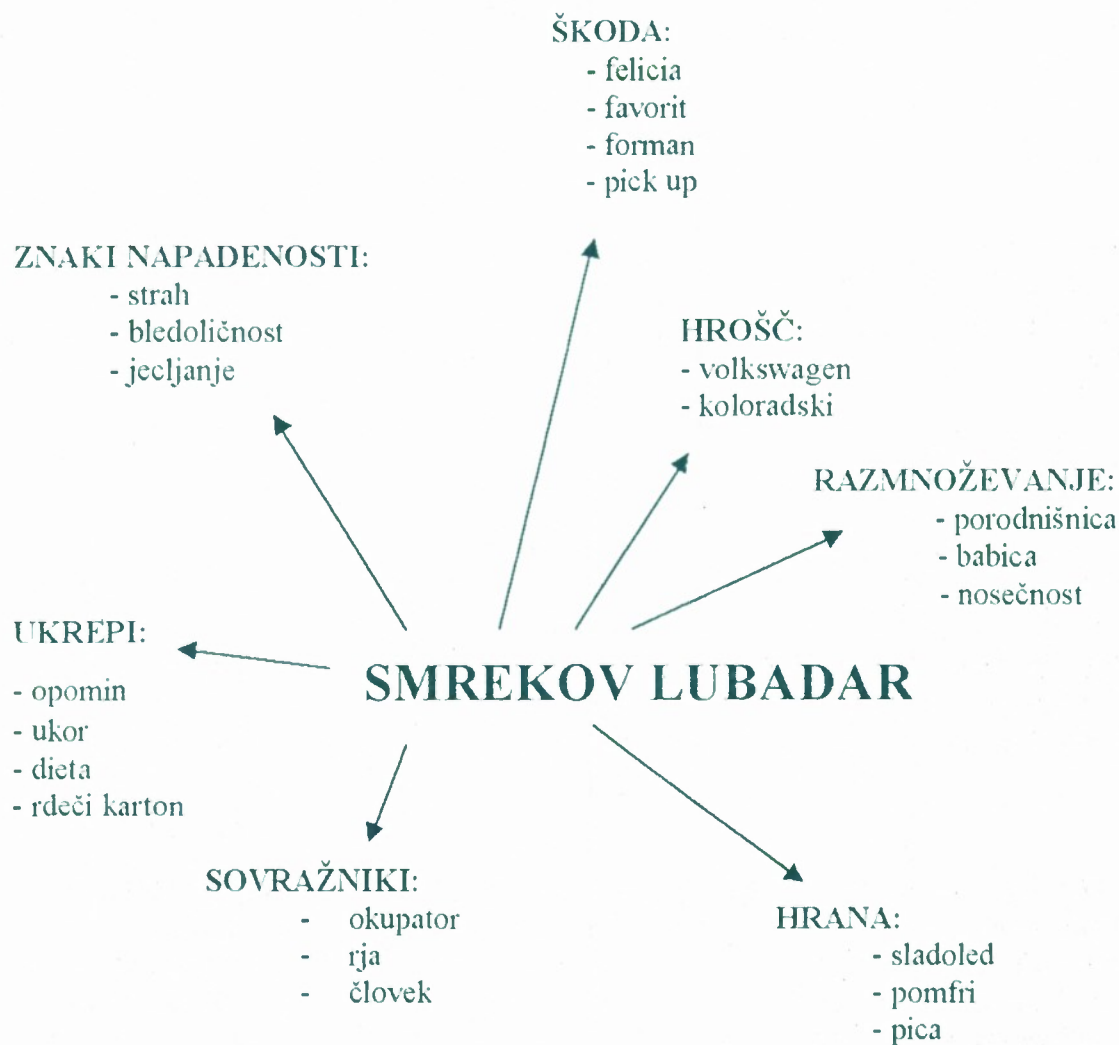 ŠKODA:
- felicia
- favorit
- forman
- pick up
ZNAKI NAPADENOSTI:
- strah
- bledoličnost
- jecljanje
HROŠČ:
- volkswagen
- koloradski
RAZMNOŽEVANJE:
- porodnišnica
- babica
- nosečnost
UKREPI:
- opomin
- ukor
- dieta
- rdeči karton
SMREKOV LUBADAR
SOVRAŽNIKI:
- okupator
- rja
- človek
HRANA:
- sladoled
- pomfri
- pica